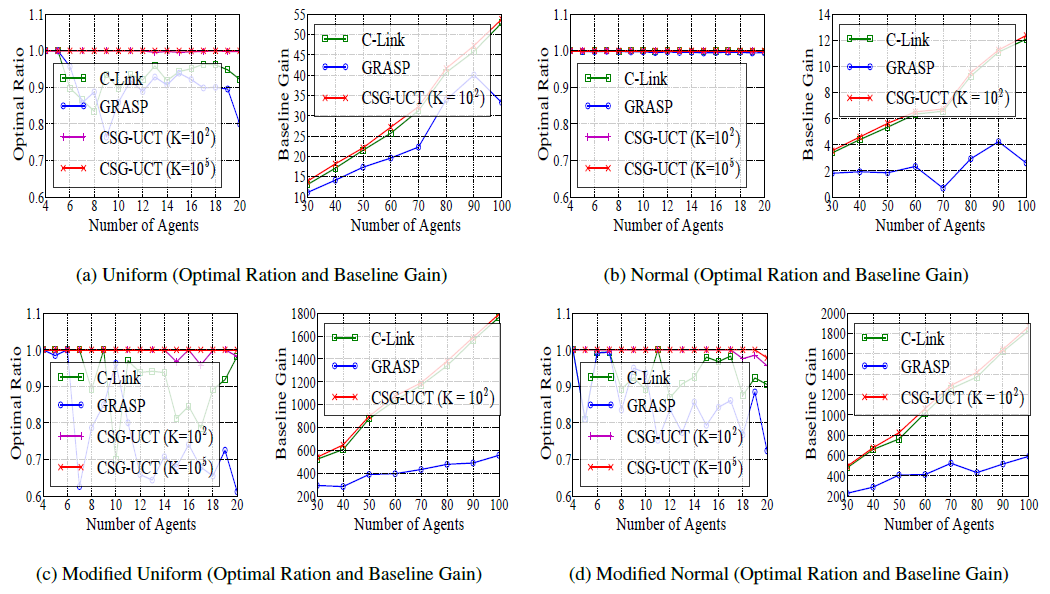 1.1
1.0
0.9
0.8
0.7
0.6
4 6 8 10 12 14 16 18 20
Optimal Ratio
Number of Agents
C-Link
GRASP
CSG-UCT (K=10²)
CSG-UCT (K=10⁵)
55
50
45
40
35
30
25
20
15
10
30 40 50 60 70 80 90 100
Baseline Gain
Number of Agents
C-Link
GRASP
CSG-UCT (K = 10²)
(a) Uniform (Optimal Ration and Baseline Gain)
1.1
1.0
0.9
0.8
0.7
0.6
4 6 8 10 12 14 16 18 20
Optimal Ratio
Number of Agents
C-Link
GRASP
CSG-UCT (K=10²)
CSG-UCT (K=10⁵)
14
12
10
8
6
4
2
0
30 40 50 60 70 80 90 100
Baseline Gain
Number of Agents
C-Link
GRASP
CSG-UCT (K = 10²)
(b) Normal (Optimal Ration and Baseline Gain)
1.1
1.0
0.9
0.8
0.7
0.6
4 6 8 10 12 14 16 18 20
Optimal Ratio
Number of Agents
C-Link
GRASP
CSG-UCT (K=10²)
CSG-UCT (K=10⁵)
1800
1600
1400
1200
1000
800
600
400
200
30 40 50 60 70 80 90 100
Baseline Gain
Number of Agents
C-Link
GRASP
CSG-UCT (K = 10²)
(c) Modified Uniform (Optimal Ration and Baseline Gain)
1.1
1.0
0.9
0.8
0.7
0.6
4 6 8 10 12 14 16 18 20
Optimal Ratio
Number of Agents
C-Link
GRASP
CSG-UCT (K=10²)
CSG-UCT (K=10⁵)
2000
1800
1600
1400
1200
1000
800
600
400
200
30 40 50 60 70 80 90 100
Baseline Gain
Number of Agents
C-Link
GRASP
CSG-UCT (K = 10²)
(d) Modified Normal (Optimal Ration and Baseline Gain)